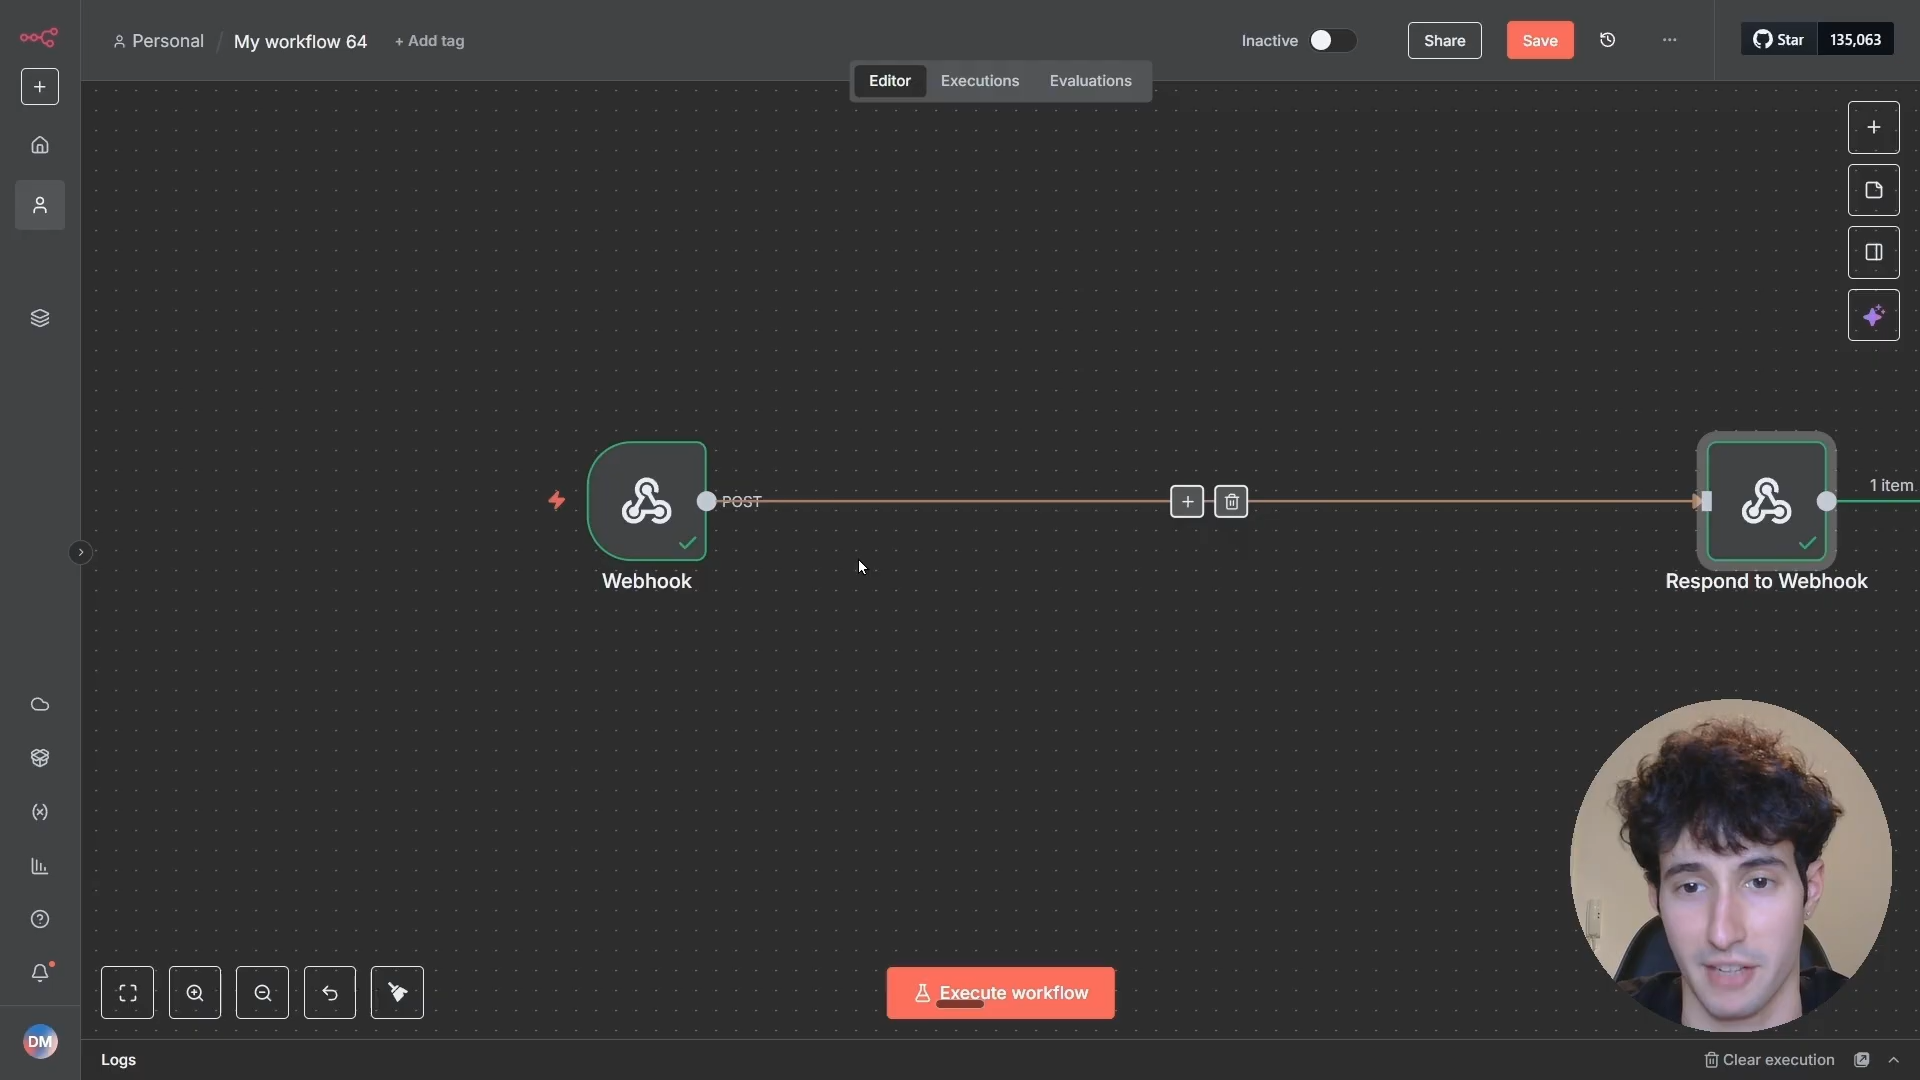 Personal / My workflow 64 + Add tag
Inactive
Share
Save
Star 135,063
Editor Executions Evaluations
POST
1 item
Webhook
Respond to Webhook
Execute workflow
DM
Logs
Clear execution